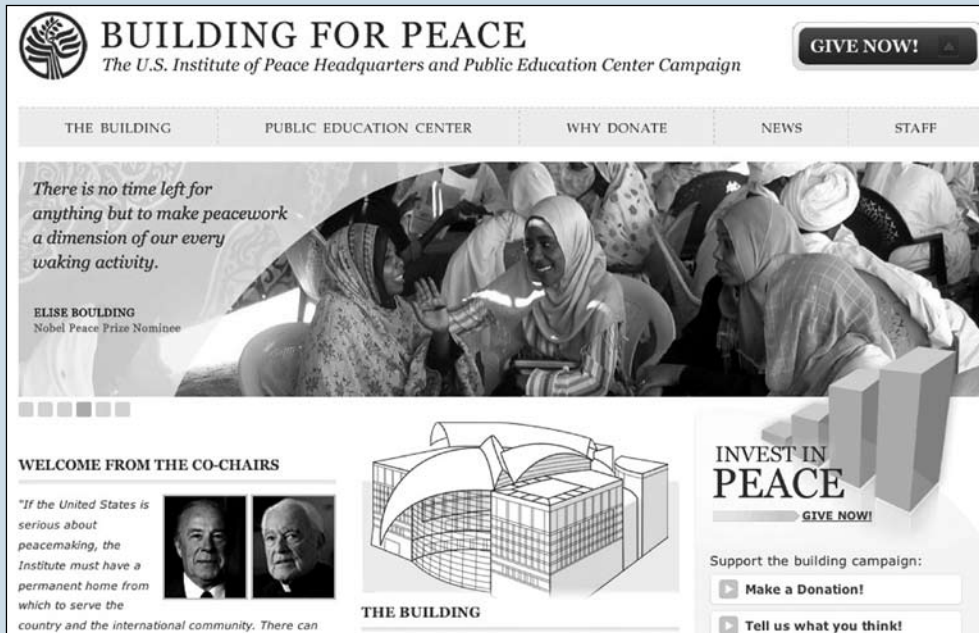 BUILDING FOR PEACE
The U.S. Institute of Peace Headquarters and Public Education Center Campaign
GIVE NOW!
THE BUILDING
PUBLIC EDUCATION CENTER
WHY DONATE
NEWS
STAFF
There is no time left for
anything but to make peacework
a dimension of our every
waking activity.
ELISE BOULDING
Nobel Peace Prize Nominee
WELCOME FROM THE CO-CHAIRS
"If the United States is
serious about
peacemaking, the
Institute must have a
permanent home from
which to serve the
country and the international community. There can
THE BUILDING
INVEST IN
PEACE
GIVE NOW!
Support the building campaign:
Make a Donation!
Tell us what you think!